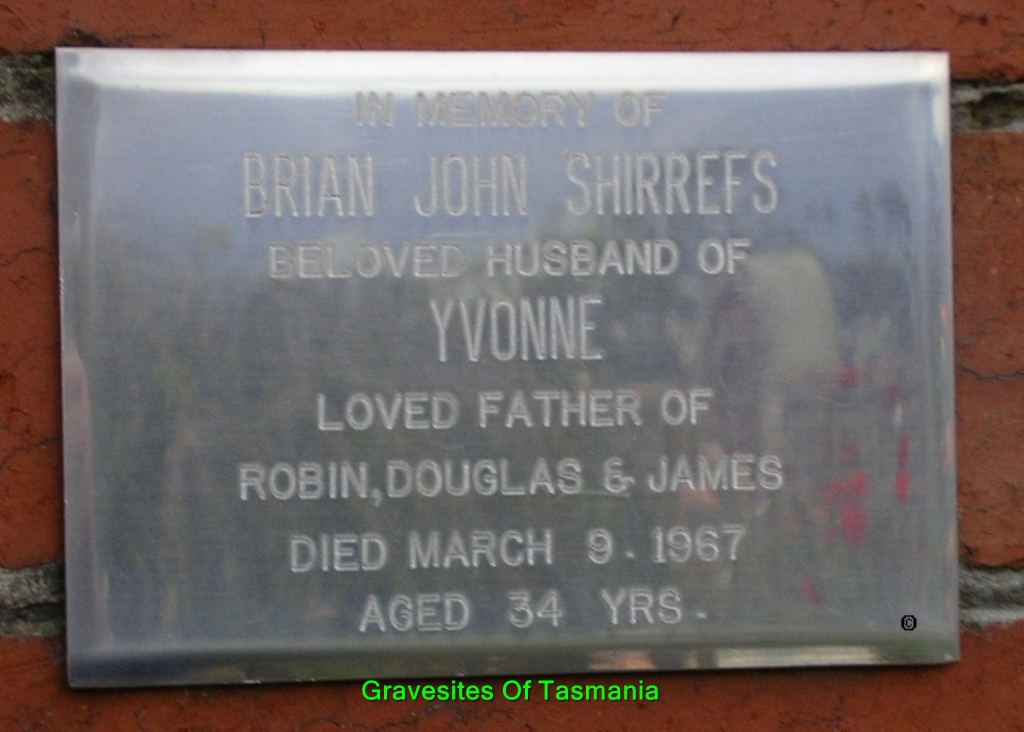 IN MEMORY OF
BRIAN JOHN SHIRREFS
BELOVED HUSBAND OF
YVONNE
LOVED FATHER OF
ROBIN, DOUGLAS & JAMES
DIED MARCH 9. 1967
AGED 34 YRS.
©
Gravesites Of Tasmania